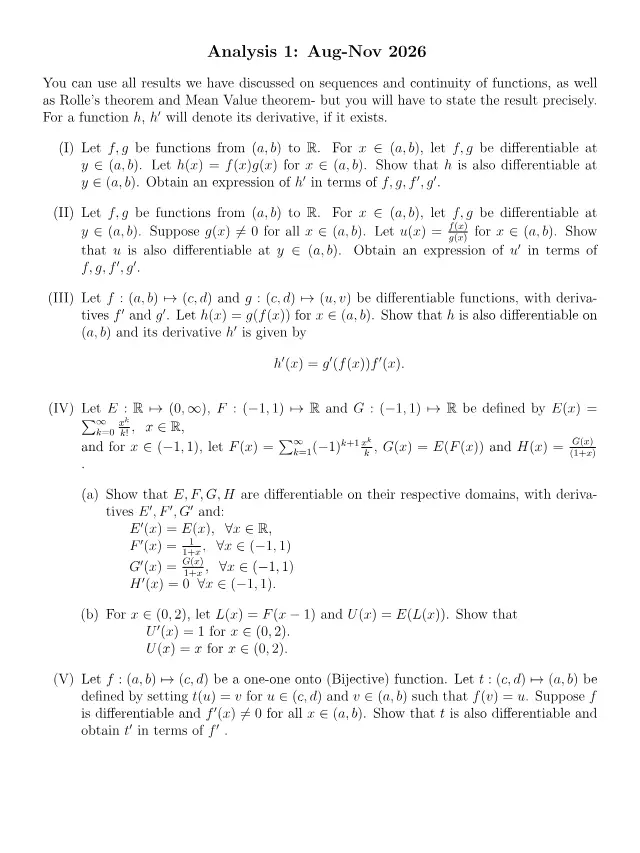 Analysis 1: Aug-Nov 2026
You can use all results we have discussed on sequences and continuity of functions, as well
as Rolle's theorem and Mean Value theorem- but you will have to state the result precisely.
For a function h, h′ will denote its derivative, if it exists.
(I) Let f, g be functions from (a, b) to ℝ. For x ∈ (a, b), let f, g be differentiable at
y ∈ (a, b). Let h(x) = f(x)g(x) for x ∈ (a, b). Show that h is also differentiable at
y ∈ (a, b). Obtain an expression of h′ in terms of f, g, f′, g′.
(II) Let f, g be functions from (a, b) to ℝ. For x ∈ (a, b), let f, g be differentiable at
y ∈ (a, b). Suppose g(x) ≠ 0 for all x ∈ (a, b). Let u(x) = f(x)/g(x) for x ∈ (a, b). Show
that u is also differentiable at y ∈ (a, b). Obtain an expression of u′ in terms of
f, g, f′, g′.
(III) Let f : (a, b) ↦ (c, d) and g : (c, d) ↦ (u, v) be differentiable functions, with deriva-
tives f′ and g′. Let h(x) = g(f(x)) for x ∈ (a, b). Show that h is also differentiable on
(a, b) and its derivative h′ is given by
h′(x) = g′(f(x))f′(x).
(IV) Let E : ℝ ↦ (0, ∞), F : (−1, 1) ↦ ℝ and G : (−1, 1) ↦ ℝ be defined by E(x) =
∑_{k=0}^{∞} x^k/k!, x ∈ ℝ,
and for x ∈ (−1, 1), let F(x) = ∑_{k=1}^{∞}(−1)^{k+1} x^k/k, G(x) = E(F(x)) and H(x) = G(x)/(1+x)
.
(a) Show that E, F, G, H are differentiable on their respective domains, with deriva-
tives E′, F′, G′ and:
E′(x) = E(x), ∀x ∈ ℝ,
F′(x) = 1/(1+x), ∀x ∈ (−1, 1)
G′(x) = G(x)/(1+x), ∀x ∈ (−1, 1)
H′(x) = 0 ∀x ∈ (−1, 1).
(b) For x ∈ (0, 2), let L(x) = F(x − 1) and U(x) = E(L(x)). Show that
U′(x) = 1 for x ∈ (0, 2).
U(x) = x for x ∈ (0, 2).
(V) Let f : (a, b) ↦ (c, d) be a one-one onto (Bijective) function. Let t : (c, d) ↦ (a, b) be
defined by setting t(u) = v for u ∈ (c, d) and v ∈ (a, b) such that f(v) = u. Suppose f
is differentiable and f′(x) ≠ 0 for all x ∈ (a, b). Show that t is also differentiable and
obtain t′ in terms of f′ .